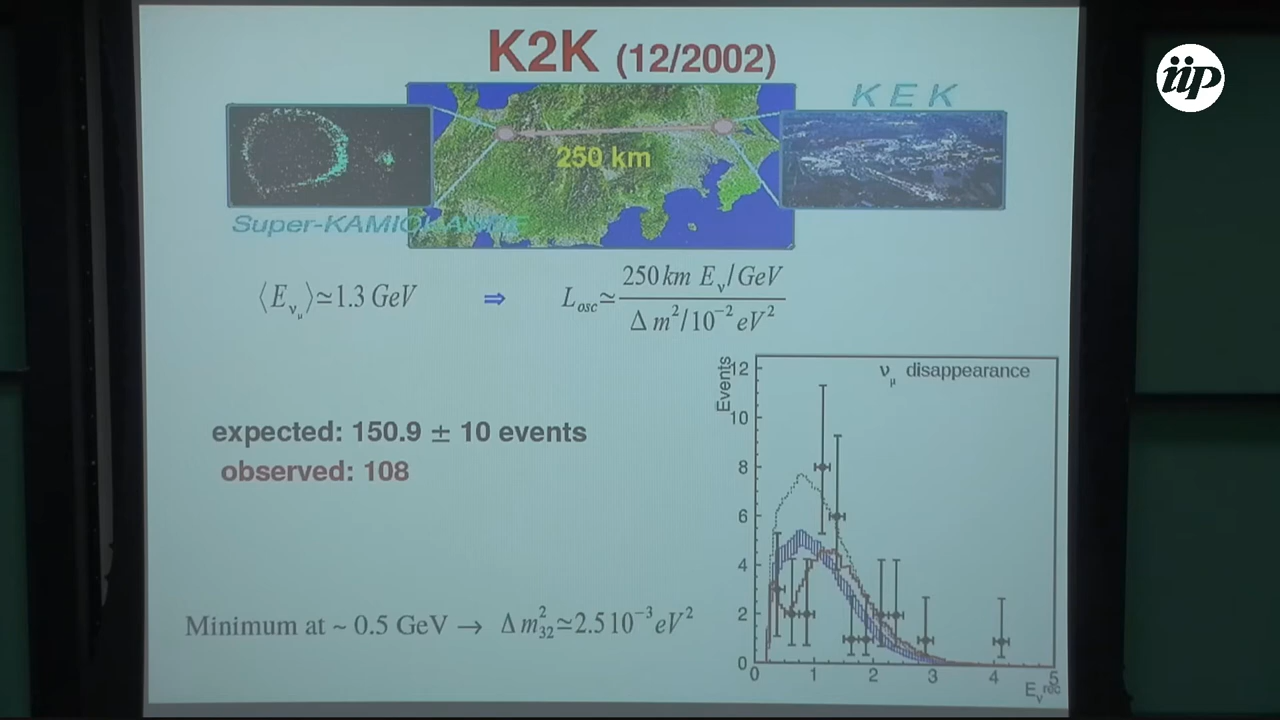 K2K (12/2002)
iip
KEK
250 km
Super-KAMIOKANDE
⟨E_νμ⟩≃1.3 GeV ⇒ L_osc≃ 250 km E_ν/GeV / Δm²/10⁻² eV²
expected: 150.9 ± 10 events
observed: 108
Minimum at ~ 0.5 GeV → Δm²₃₂≃2.5 10⁻³ eV²
ν_μ disappearance
Events
12
10
8
6
4
2
0
0 1 2 3 4 5
E_ν^rec